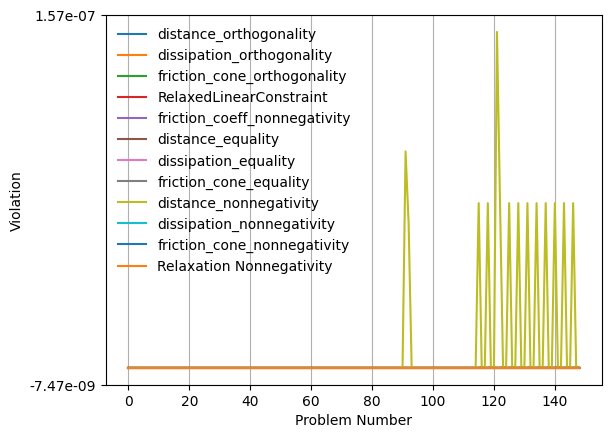 1.57e-07
distance_orthogonality
dissipation_orthogonality
friction_cone_orthogonality
RelaxedLinearConstraint
friction_coeff_nonnegativity
distance_equality
dissipation_equality
friction_cone_equality
distance_nonnegativity
dissipation_nonnegativity
friction_cone_nonnegativity
Relaxation Nonnegativity
Violation
-7.47e-09
0 20 40 60 80 100 120 140
Problem Number